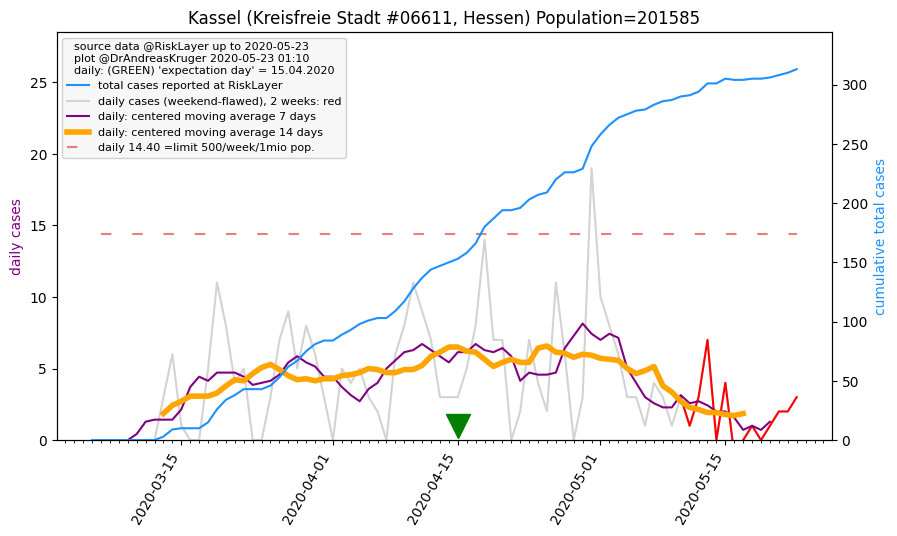 Kassel (Kreisfreie Stadt #06611, Hessen) Population=201585
source data @RiskLayer up to 2020-05-23
plot @DrAndreasKruger 2020-05-23 01:10
daily: (GREEN) 'expectation day' = 15.04.2020
total cases reported at RiskLayer
daily cases (weekend-flawed), 2 weeks: red
daily: centered moving average 7 days
daily: centered moving average 14 days
daily 14.40 =limit 500/week/1mio pop.
daily cases
25
20
15
10
5
0
cumulative total cases
300
250
200
150
100
50
0
2020-03-15
2020-04-01
2020-04-15
2020-05-01
2020-05-15